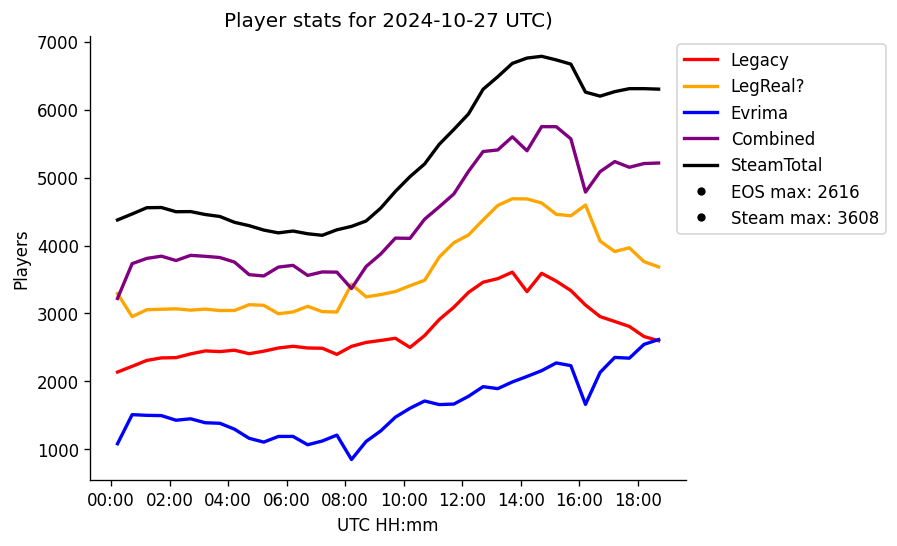 Player stats for 2024-10-27 UTC)
7000
6000
5000
4000
3000
2000
1000
Players
00:00 02:00 04:00 06:00 08:00 10:00 12:00 14:00 16:00 18:00
UTC HH:mm
Legacy
LegReal?
Evrima
Combined
SteamTotal
EOS max: 2616
Steam max: 3608